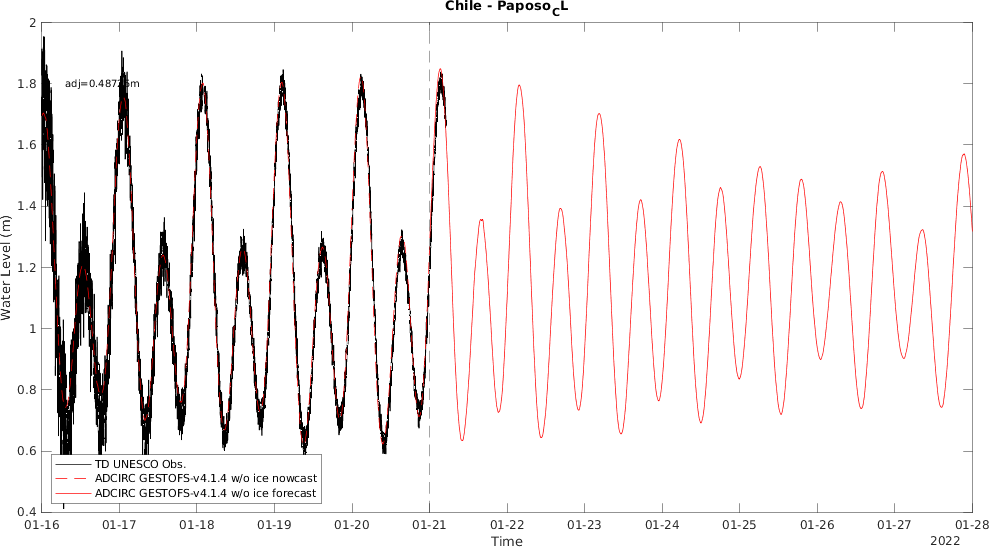 Chile - Paposo_CL
2
1.8
1.6
1.4
1.2
1
0.8
0.6
0.4
Water Level (m)
TD UNESCO Obs.
ADCIRC GESTOFS-v4.1.4 w/o ice nowcast
ADCIRC GESTOFS-v4.1.4 w/o ice forecast
01-16 01-17 01-18 01-19 01-20 01-21 01-22 01-23 01-24 01-25 01-26 01-27 01-28
Time
2022